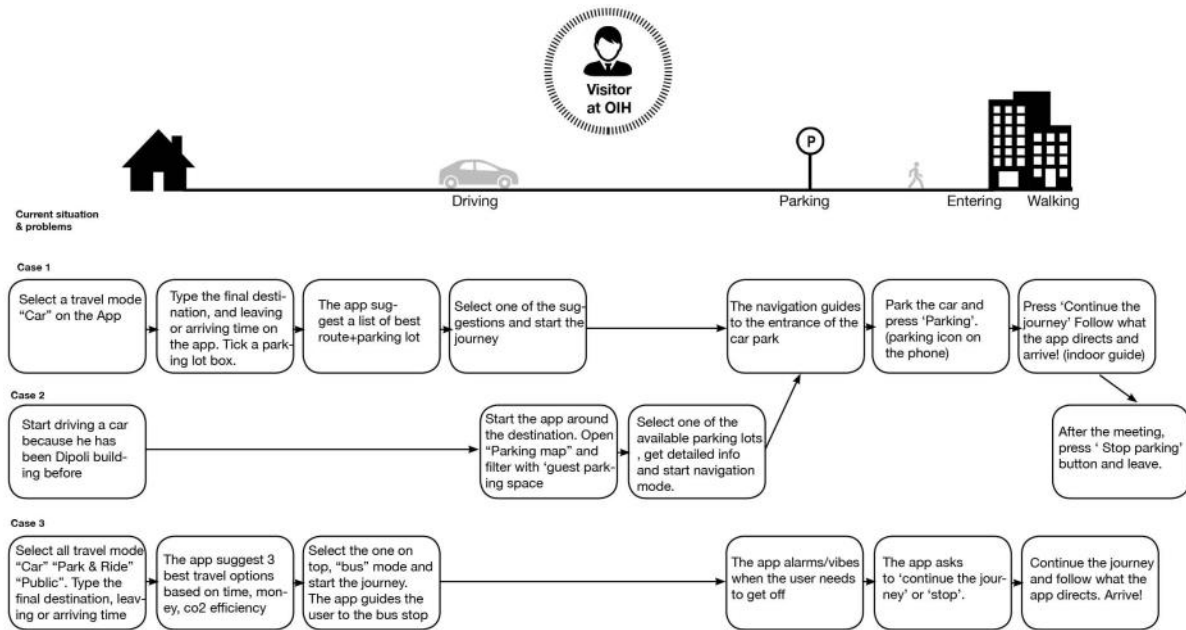 Visitor
at OIH
P
Driving
Parking
Entering
Walking
Current situation
& problems
Case 1
Select a travel mode
“Car” on the App
Type the final desti-
nation, and leaving
or arriving time on
the app. Tick a park-
ing lot box.
The app sug-
gest a list of best
route+parking lot
Select one of the sug-
gestions and start the
journey
The navigation guides
to the entrance of the
car park
Park the car and
press ‘Parking’.
(parking icon on
the phone)
Press ‘Continue the
journey’ Follow what
the app directs and
arrive! (indoor guide)
Case 2
Start driving a car
because he has
been Dipoli build-
ing before
Start the app around
the destination. Open
“Parking map” and
filter with ‘guest park-
ing space
Select one of the
available parking lots
, get detailed info
and start navigation
mode.
After the meeting,
press ‘ Stop parking’
button and leave.
Case 3
Select all travel mode
“Car” “Park & Ride”
“Public”. Type the
final destination, leav-
ing or arriving time
The app suggest 3
best travel options
based on time, mon-
ey, co2 efficiency
Select the one on
top, “bus” mode and
start the journey.
The app guides the
user to the bus stop
The app alarms/vibes
when the user needs
to get off
The app asks
to ‘continue the jour-
ney’ or ‘stop’.
Continue the journey
and follow what the
app directs. Arrive!